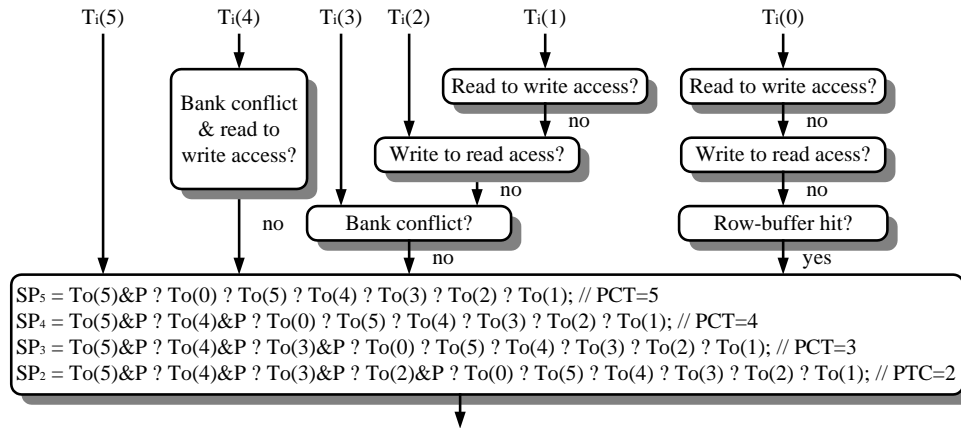 Ti(5) Ti(4) Ti(3) Ti(2) Ti(1) Ti(0)
Read to write access?
Read to write access?
Bank conflict
& read to
write access?
no
no
Write to read acess?
Write to read acess?
no
no
Bank conflict?
Row-buffer hit?
no
no
yes
SP5 = To(5)&P ? To(0) ? To(5) ? To(4) ? To(3) ? To(2) ? To(1); // PCT=5
SP4 = To(5)&P ? To(4)&P ? To(0) ? To(5) ? To(4) ? To(3) ? To(2) ? To(1); // PCT=4
SP3 = To(5)&P ? To(4)&P ? To(3)&P ? To(0) ? To(5) ? To(4) ? To(3) ? To(2) ? To(1); // PCT=3
SP2 = To(5)&P ? To(4)&P ? To(3)&P ? To(2)&P ? To(0) ? To(5) ? To(4) ? To(3) ? To(2) ? To(1); // PTC=2